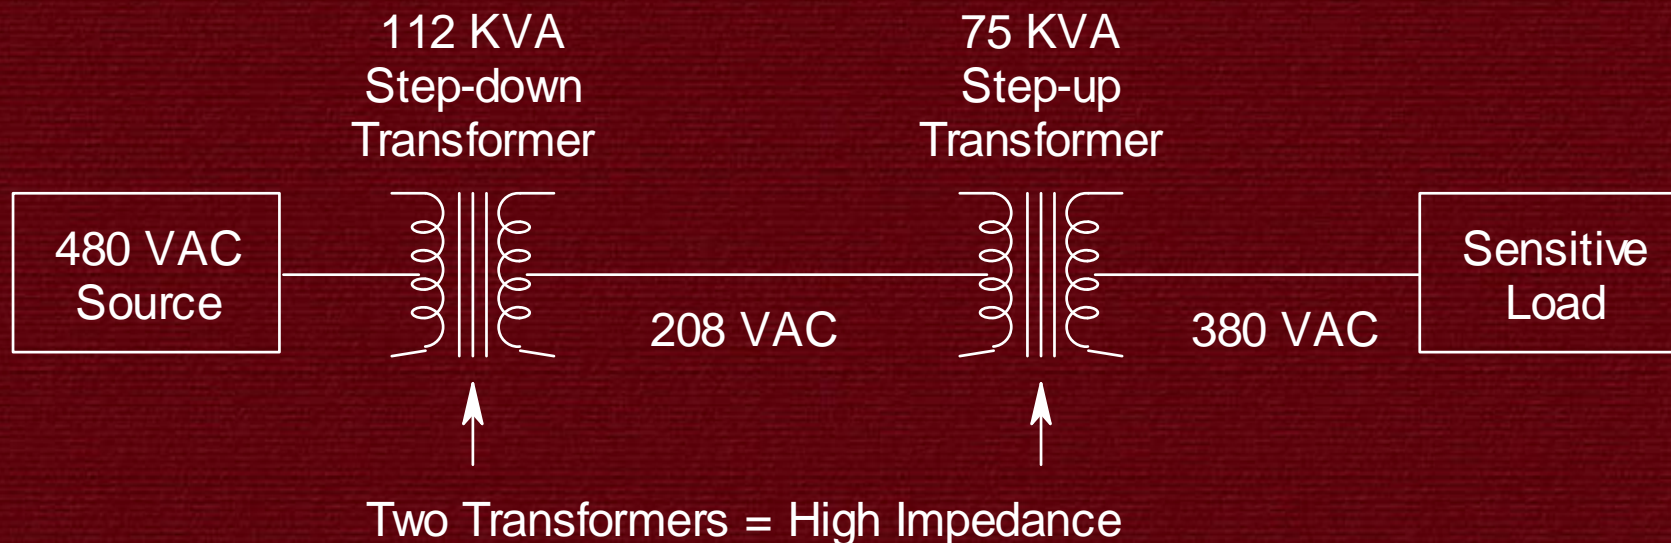 112 KVA
Step-down
Transformer
75 KVA
Step-up
Transformer
480 VAC
Source
208 VAC
380 VAC
Sensitive
Load
Two Transformers = High Impedance